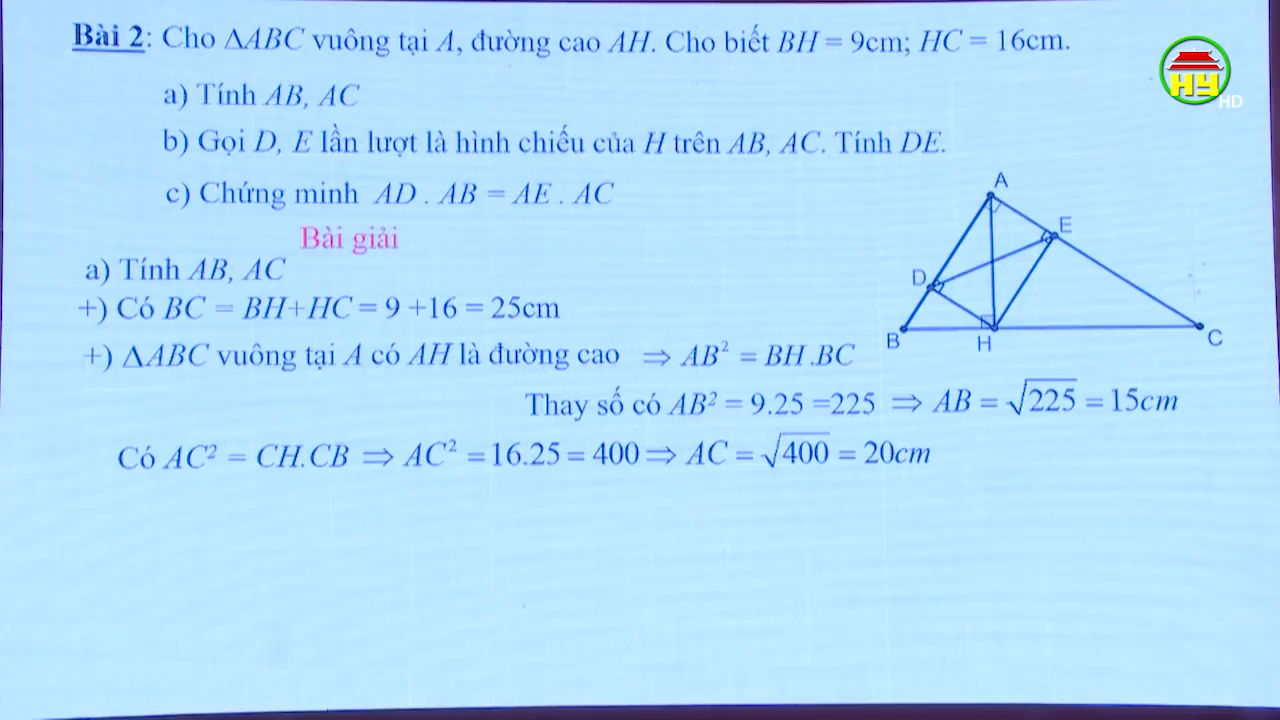 Bài 2: Cho ΔABC vuông tại A, đường cao AH. Cho biết BH = 9cm; HC = 16cm.
a) Tính AB, AC
b) Gọi D, E lần lượt là hình chiếu của H trên AB, AC. Tính DE.
c) Chứng minh AD . AB = AE . AC
Bài giải
a) Tính AB, AC
+) Có BC = BH+HC = 9 +16 = 25cm
+) ΔABC vuông tại A có AH là đường cao ⇒ AB² = BH.BC
Thay số có AB² = 9.25 =225 ⇒ AB = √225 = 15cm
Có AC² = CH.CB ⇒ AC² = 16.25 = 400 ⇒ AC = √400 = 20cm
A
E
D
B
H
C
HY
HD